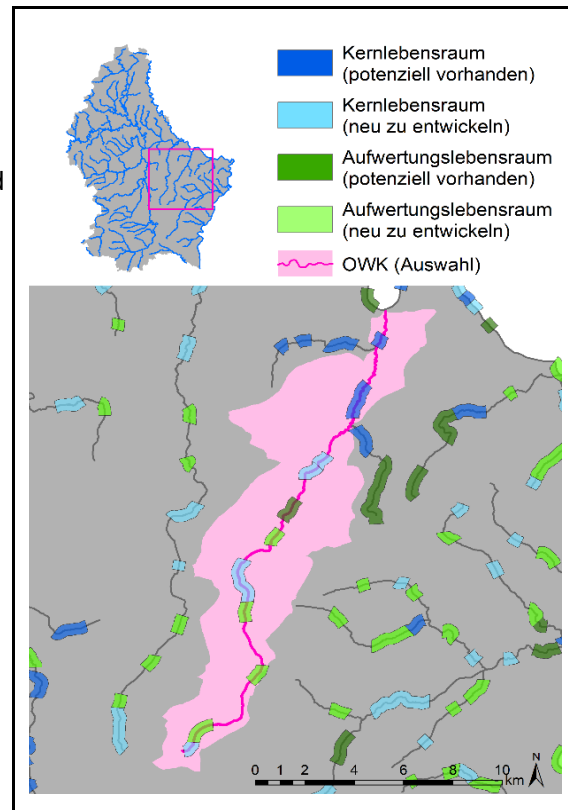 Kernlebensraum
(potenziell vorhanden)
Kernlebensraum
(neu zu entwickeln)
d
Aufwertungslebensraum
(potenziell vorhanden)
Aufwertungslebensraum
(neu zu entwickeln)
OWK (Auswahl)
0 1 2 4 6 8 10
km
N